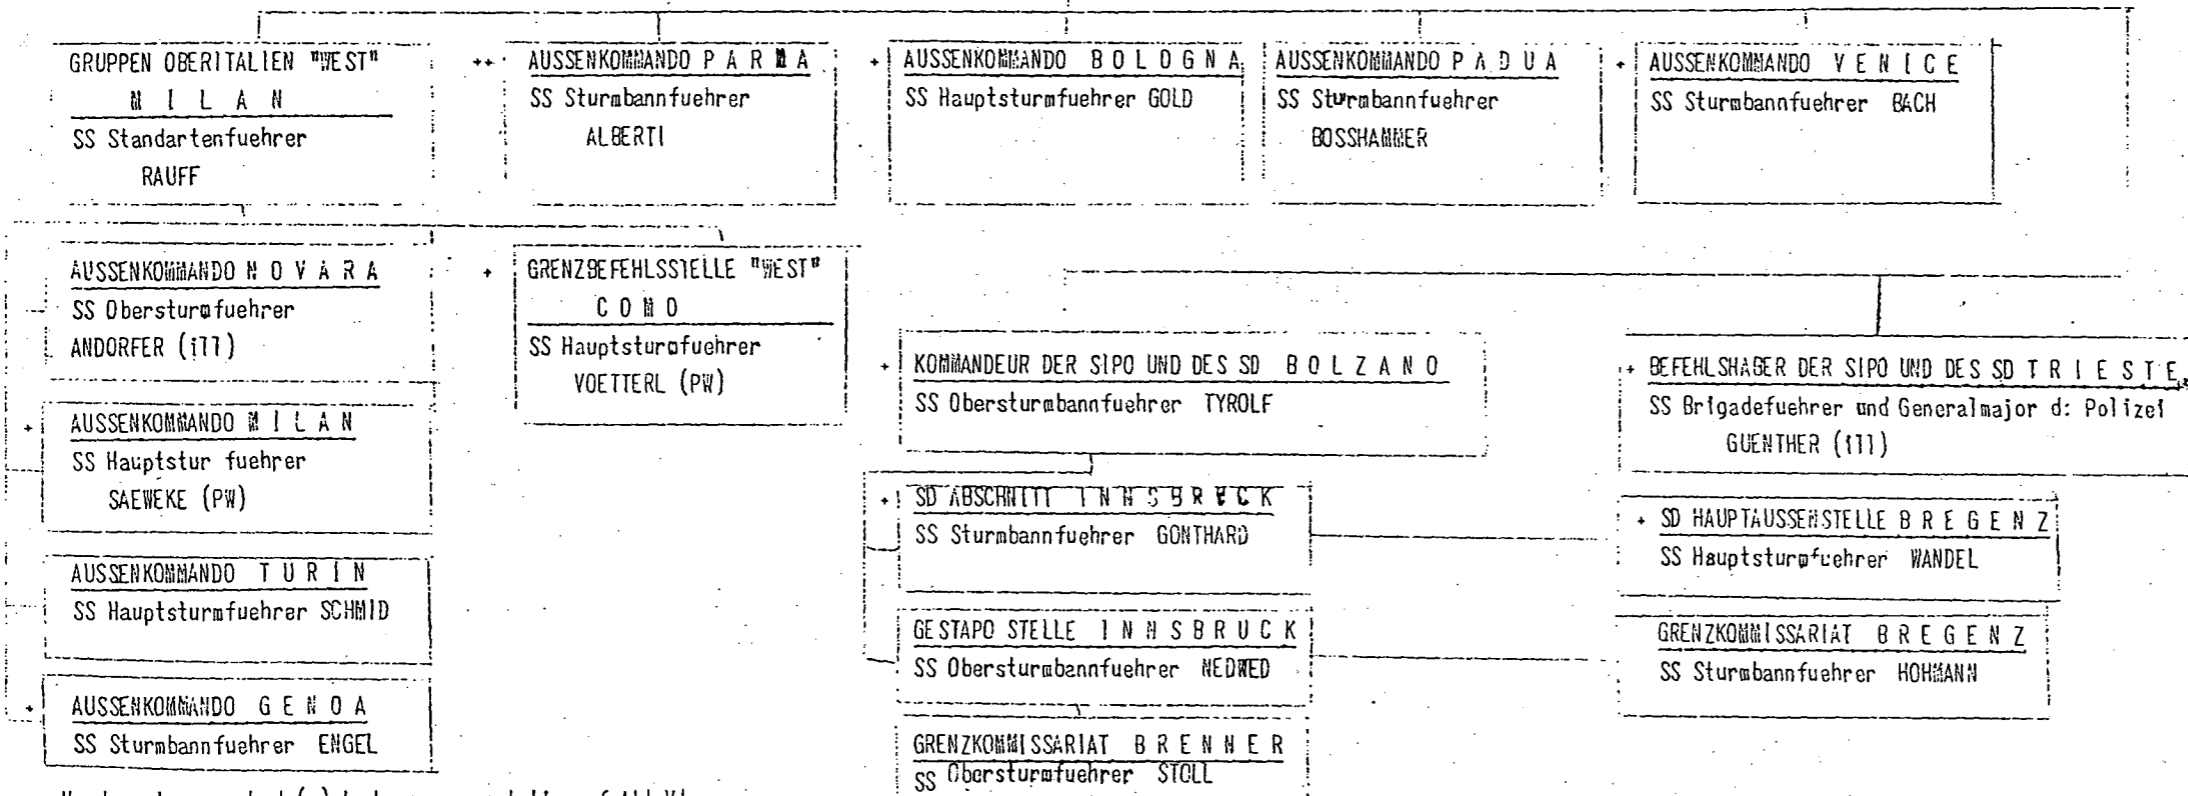 GRUPPEN OBERITALIEN "WEST"
M I L A N
SS Standartenfuehrer
RAUFF
++ AUSSENKOMMANDO P A R M A
SS Sturmbannfuehrer
ALBERTI
+ AUSSENKOMMANDO B O L O G N A
SS Hauptsturmfuehrer GOLD
AUSSENKOMMANDO P A D U A
SS Sturmbannfuehrer
BOSSHAMMER
+ AUSSENKOMMANDO V E N I C E
SS Sturmbannfuehrer BACH
AUSSENKOMMANDO N O V A R A
SS Obersturmfuehrer
ANDORFER (ill)
+ GRENZBEFEHLSSTELLE "WEST"
C O M O
SS Hauptsturmfuehrer
VOETTERL (PW)
+ AUSSENKOMMANDO M I L A N
SS Hauptstur fuehrer
SAEWEKE (PW)
AUSSENKOMMANDO T U R I N
SS Hauptsturmfuehrer SCHMID
+ AUSSENKOMMANDO G E N O A
SS Sturmbannfuehrer ENGEL
+ KOMMANDEUR DER SIPO UND DES SD B O L Z A N O
SS Obersturmbannfuehrer TYROLF
+ BEFEHLSHABER DER SIPO UND DES SD T R I E S T E
SS Brigadefuehrer und Generalmajor d: Polizei
GUENTHER (ill)
+ SD ABSCHNITT I N N S B R U C K
SS Sturmbannfuehrer GONTHARD
+ SD HAUPTAUSSENSTELLE B R E G E N Z
SS Hauptsturmfuehrer WANDEL
GESTAPO STELLE I N N S B R U C K
SS Obersturmbannfuehrer NEDWED
GRENZKOMMISSARIAT B R E G E N Z
SS Sturmbannfuehrer HOHMANN
GRENZKOMMISSARIAT B R E N N E R
SS Obersturmfuehrer STOLL